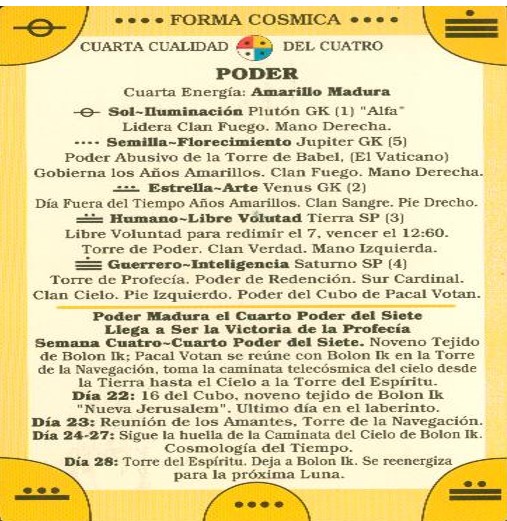 •••• FORMA COSMICA ••••
CUARTA CUALIDAD DEL CUATRO
PODER
Cuarta Energía: Amarillo Madura
Sol~Iluminación Plutón GK (1) "Alfa"
Lidera Clan Fuego. Mano Derecha.
•••• Semilla~Florecimiento Jupiter GK (5)
Poder Abusivo de la Torre de Babel, (El Vaticano)
Gobierna los Años Amarillos. Clan Fuego. Mano Derecha.
Estrella~Arte Venus GK (2)
Día Fuera del Tiempo Años Amarillos. Clan Sangre. Pie Drecho.
Humano~Libre Volutad Tierra SP (3)
Libre Voluntad para redimir el 7, vencer el 12:60.
Torre de Poder. Clan Verdad. Mano Izquierda.
Guerrero~Inteligencia Saturno SP (4)
Torre de Profecía. Poder de Redención. Sur Cardinal.
Clan Cielo. Pie Izquierdo. Poder del Cubo de Pacal Votan.
Poder Madura el Cuarto Poder del Siete
Llega a Ser la Victoria de la Profecía
Semana Cuatro~Cuarto Poder del Siete. Noveno Tejido
de Bolon Ik; Pacal Votan se reúne con Bolon Ik en la Torre
de la Navegación, toma la caminata telecósmica del cielo desde
la Tierra hasta el Cielo a la Torre del Espíritu.
Día 22: 16 del Cubo, noveno tejido de Bolon Ik
"Nueva Jerusalem". Ultimo día en el laberinto.
Día 23: Reunión de los Amantes, Torre de la Navegación.
Día 24-27: Sigue la huella de la Caminata del Cielo de Bolon Ik.
Cosmología del Tiempo.
Día 28: Torre del Espíritu. Deja a Bolon Ik. Se reenergiza
para la próxima Luna.